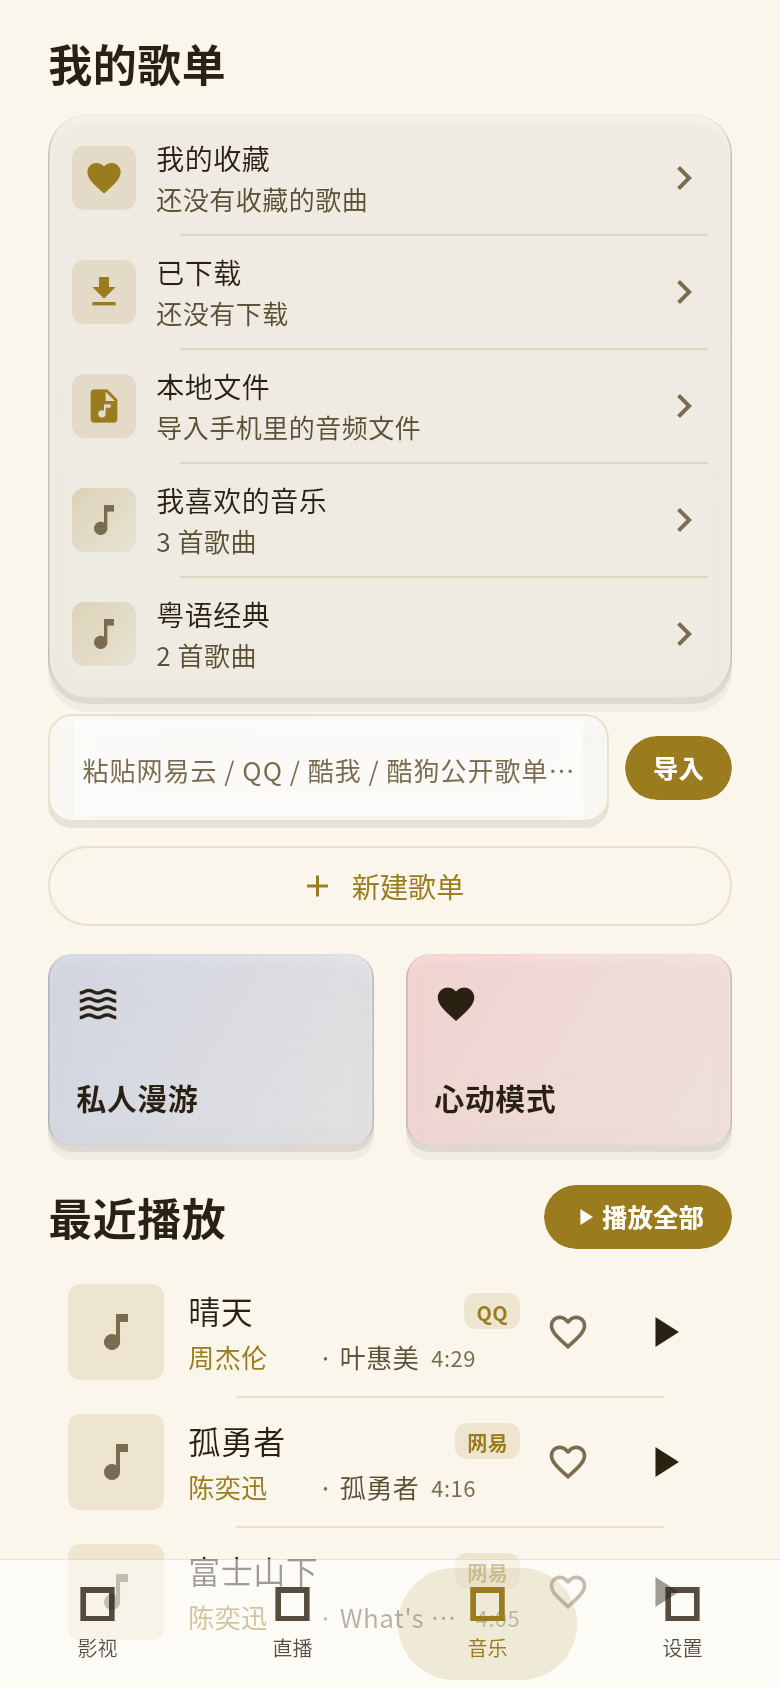 我的歌单
我的收藏
还没有收藏的歌曲
已下载
还没有下载
本地文件
导入手机里的音频文件
我喜欢的音乐
3 首歌曲
粤语经典
2 首歌曲
粘贴网易云 / QQ / 酷我 / 酷狗公开歌单…
导入
新建歌单
私人漫游
心动模式
最近播放
播放全部
晴天 QQ
周杰伦 · 叶惠美 4:29
孤勇者 网易
陈奕迅 · 孤勇者 4:16
富士山下 网易
陈奕迅 · What's … 4:05
影视 直播 音乐 设置